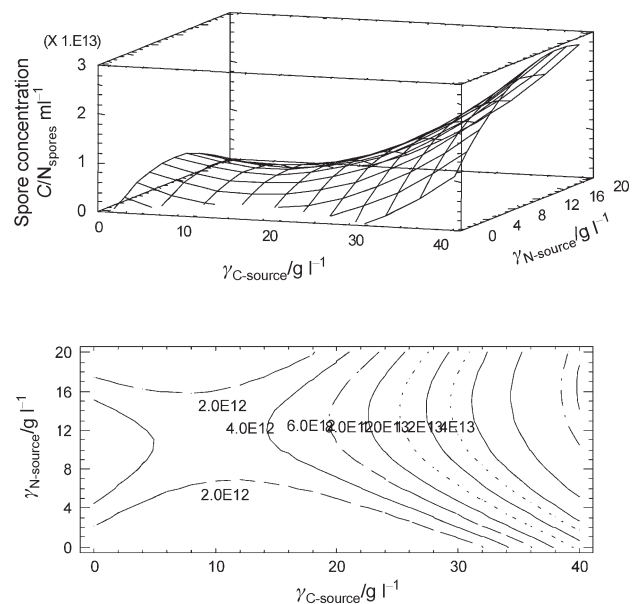 (X 1.E13)
3
2
1
0
Spore concentration
C/Nspores ml⁻¹
0
10
20
30
40
γC-source/g l⁻¹
0
4
8
12
16
20
γN-source/g l⁻¹
20
16
12
8
4
0
γN-source/g l⁻¹
2.0E12
4.0E12
2.0E12
0
10
20
30
40
γC-source/g l⁻¹